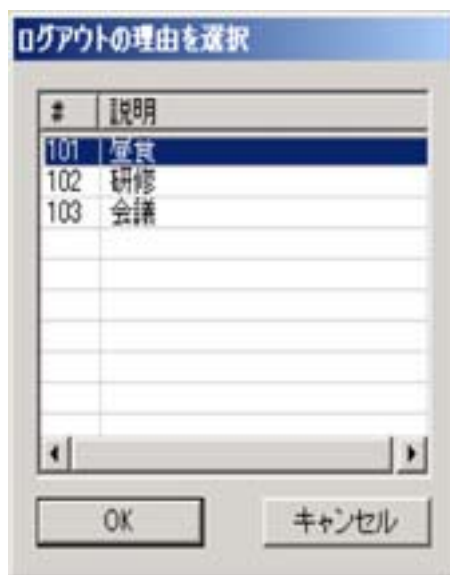 ログアウトの理由を選択
# 説明
101 昼食
102 研修
103 会議
OK キャンセル